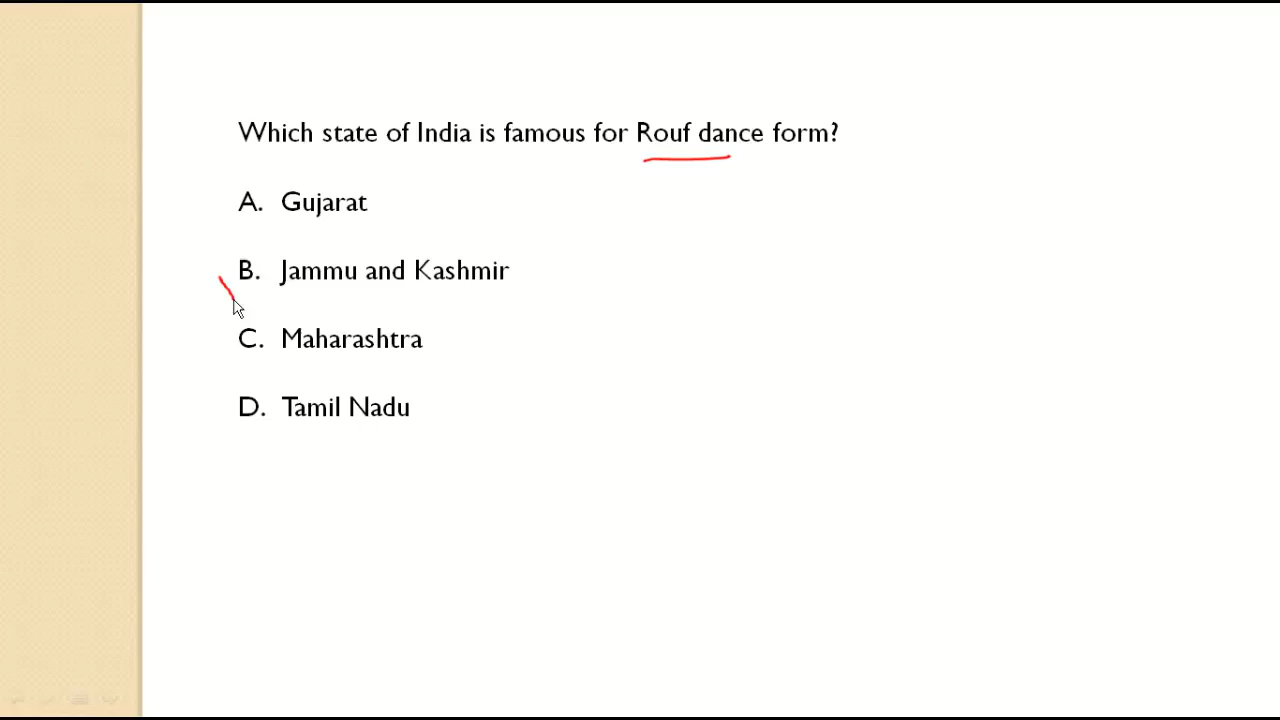 Which state of India is famous for Rouf dance form?
A. Gujarat
B. Jammu and Kashmir
C. Maharashtra
D. Tamil Nadu